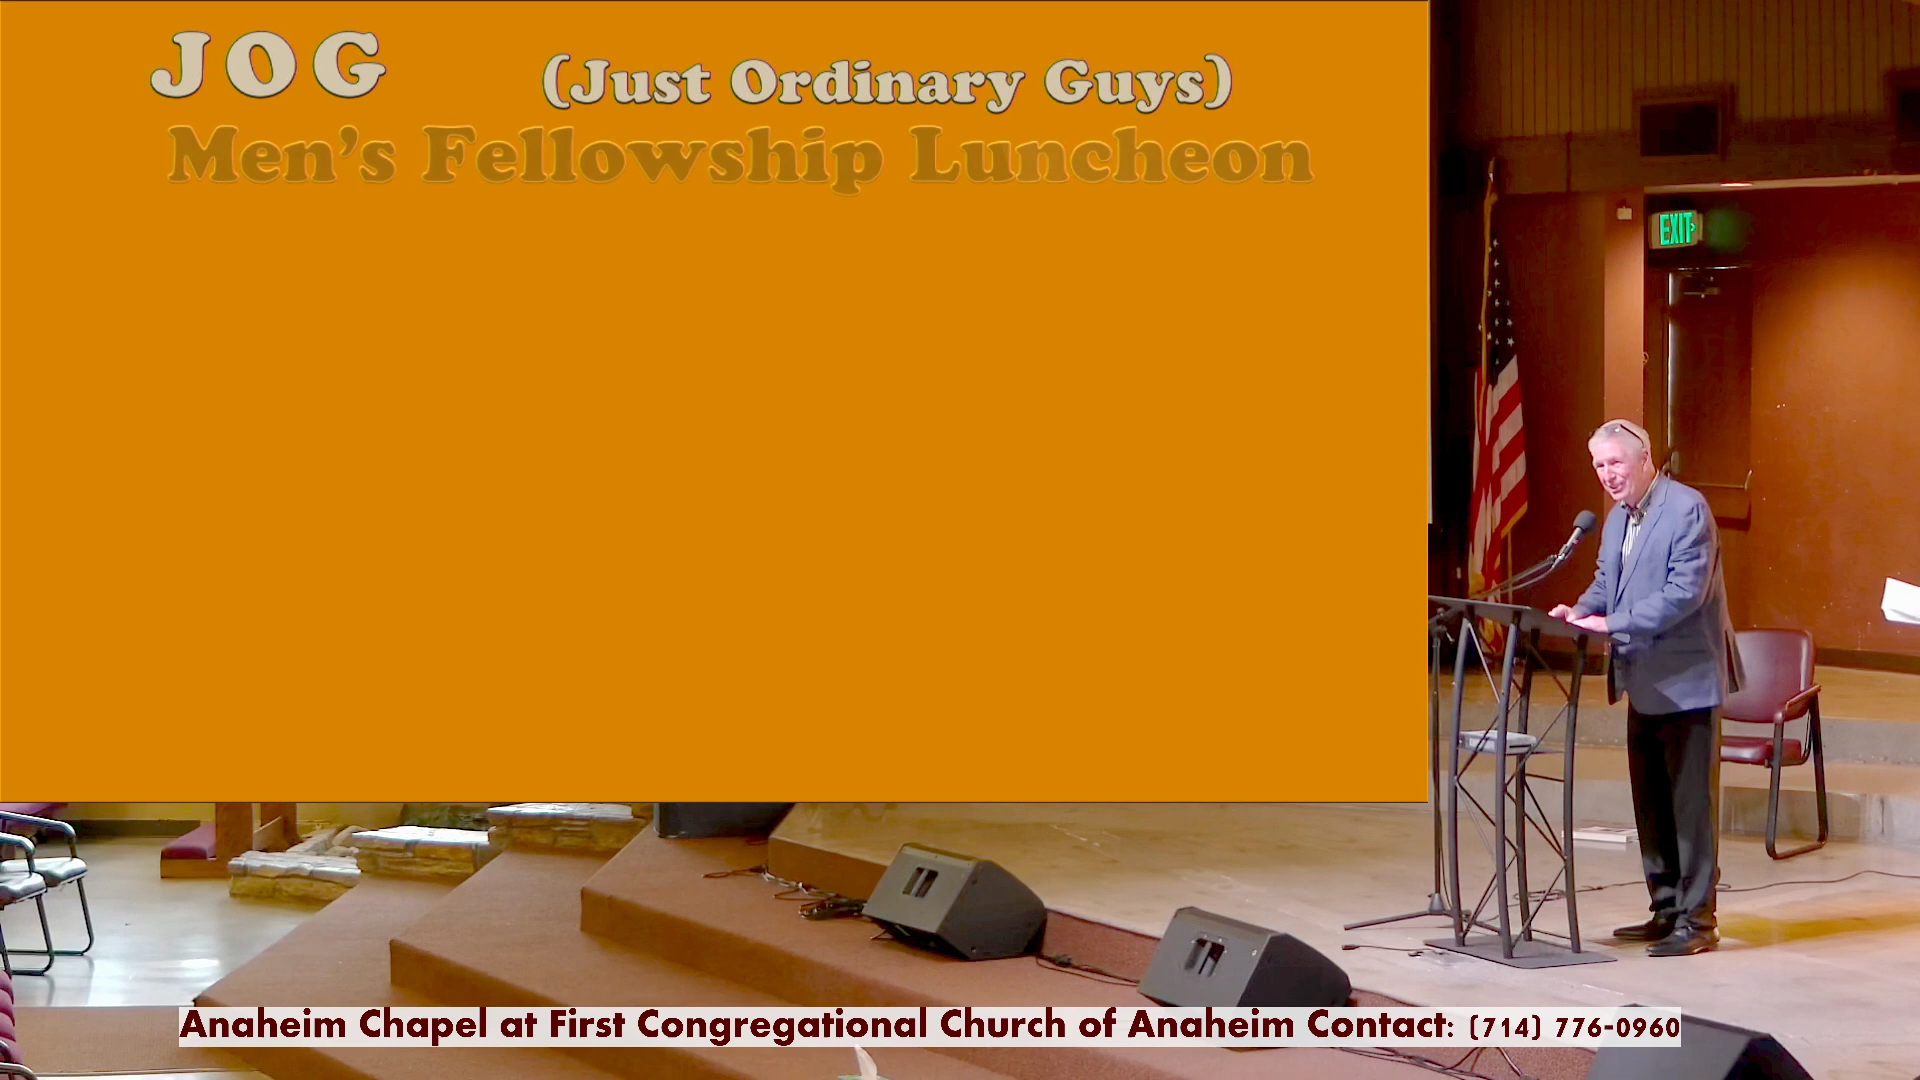 JOG (Just Ordinary Guys)
Men's Fellowship Luncheon
EXIT
Anaheim Chapel at First Congregational Church of Anaheim Contact: (714) 776-0960